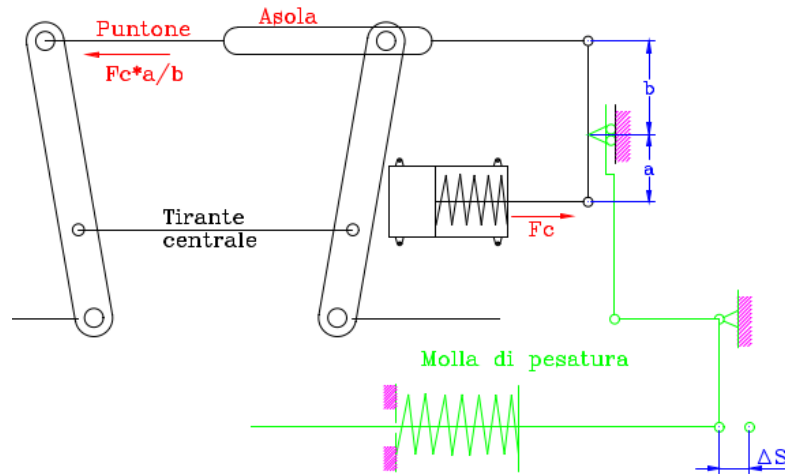 Asola
Puntone
Fc*a/b
b
a
Fc
Tirante
centrale
Molla di pesatura
ΔS